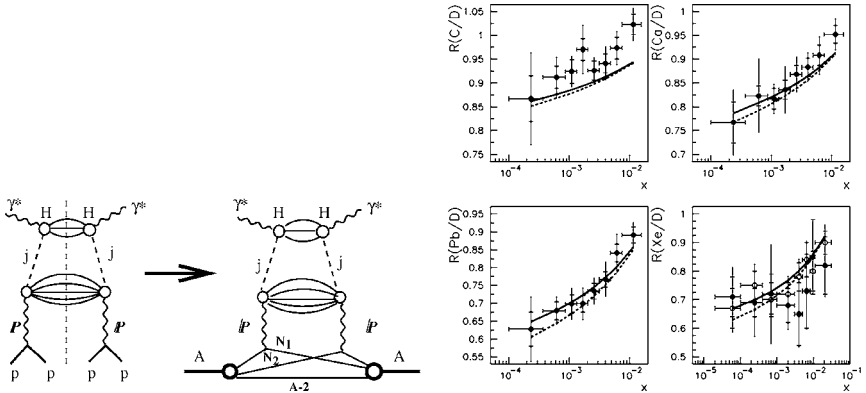 γ* H H γ*
j j
P P
p p p p
γ* H H γ*
j j
P P
A N1 A
N2
A-2
R(C/D)
1.05
1
0.95
0.9
0.85
0.8
0.75
10-4 10-3 10-2
x
R(Ca/D)
1.05
1
0.95
0.9
0.85
0.8
0.75
0.7
10-4 10-3 10-2
x
R(Pb/D)
0.95
0.9
0.85
0.8
0.75
0.7
0.65
0.6
0.55
10-4 10-3 10-2
x
R(Xe/D)
1
0.9
0.8
0.7
0.6
0.5
10-5 10-4 10-3 10-2 10-1
x